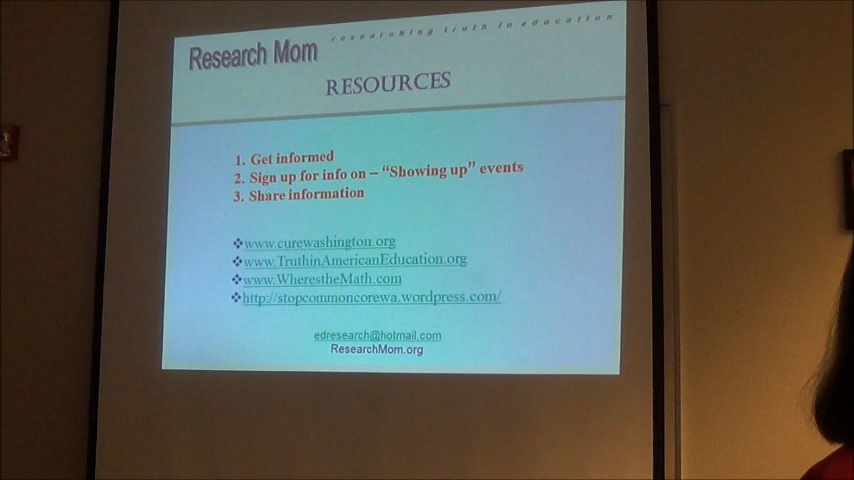 researching truth in education
Research Mom
RESOURCES
1. Get informed
2. Sign up for info on – “Showing up” events
3. Share information
www.curewashington.org
www.TruthinAmericanEducation.org
www.WherestheMath.com
http://stopcommoncorewa.wordpress.com/
edresearch@hotmail.com
ResearchMom.org